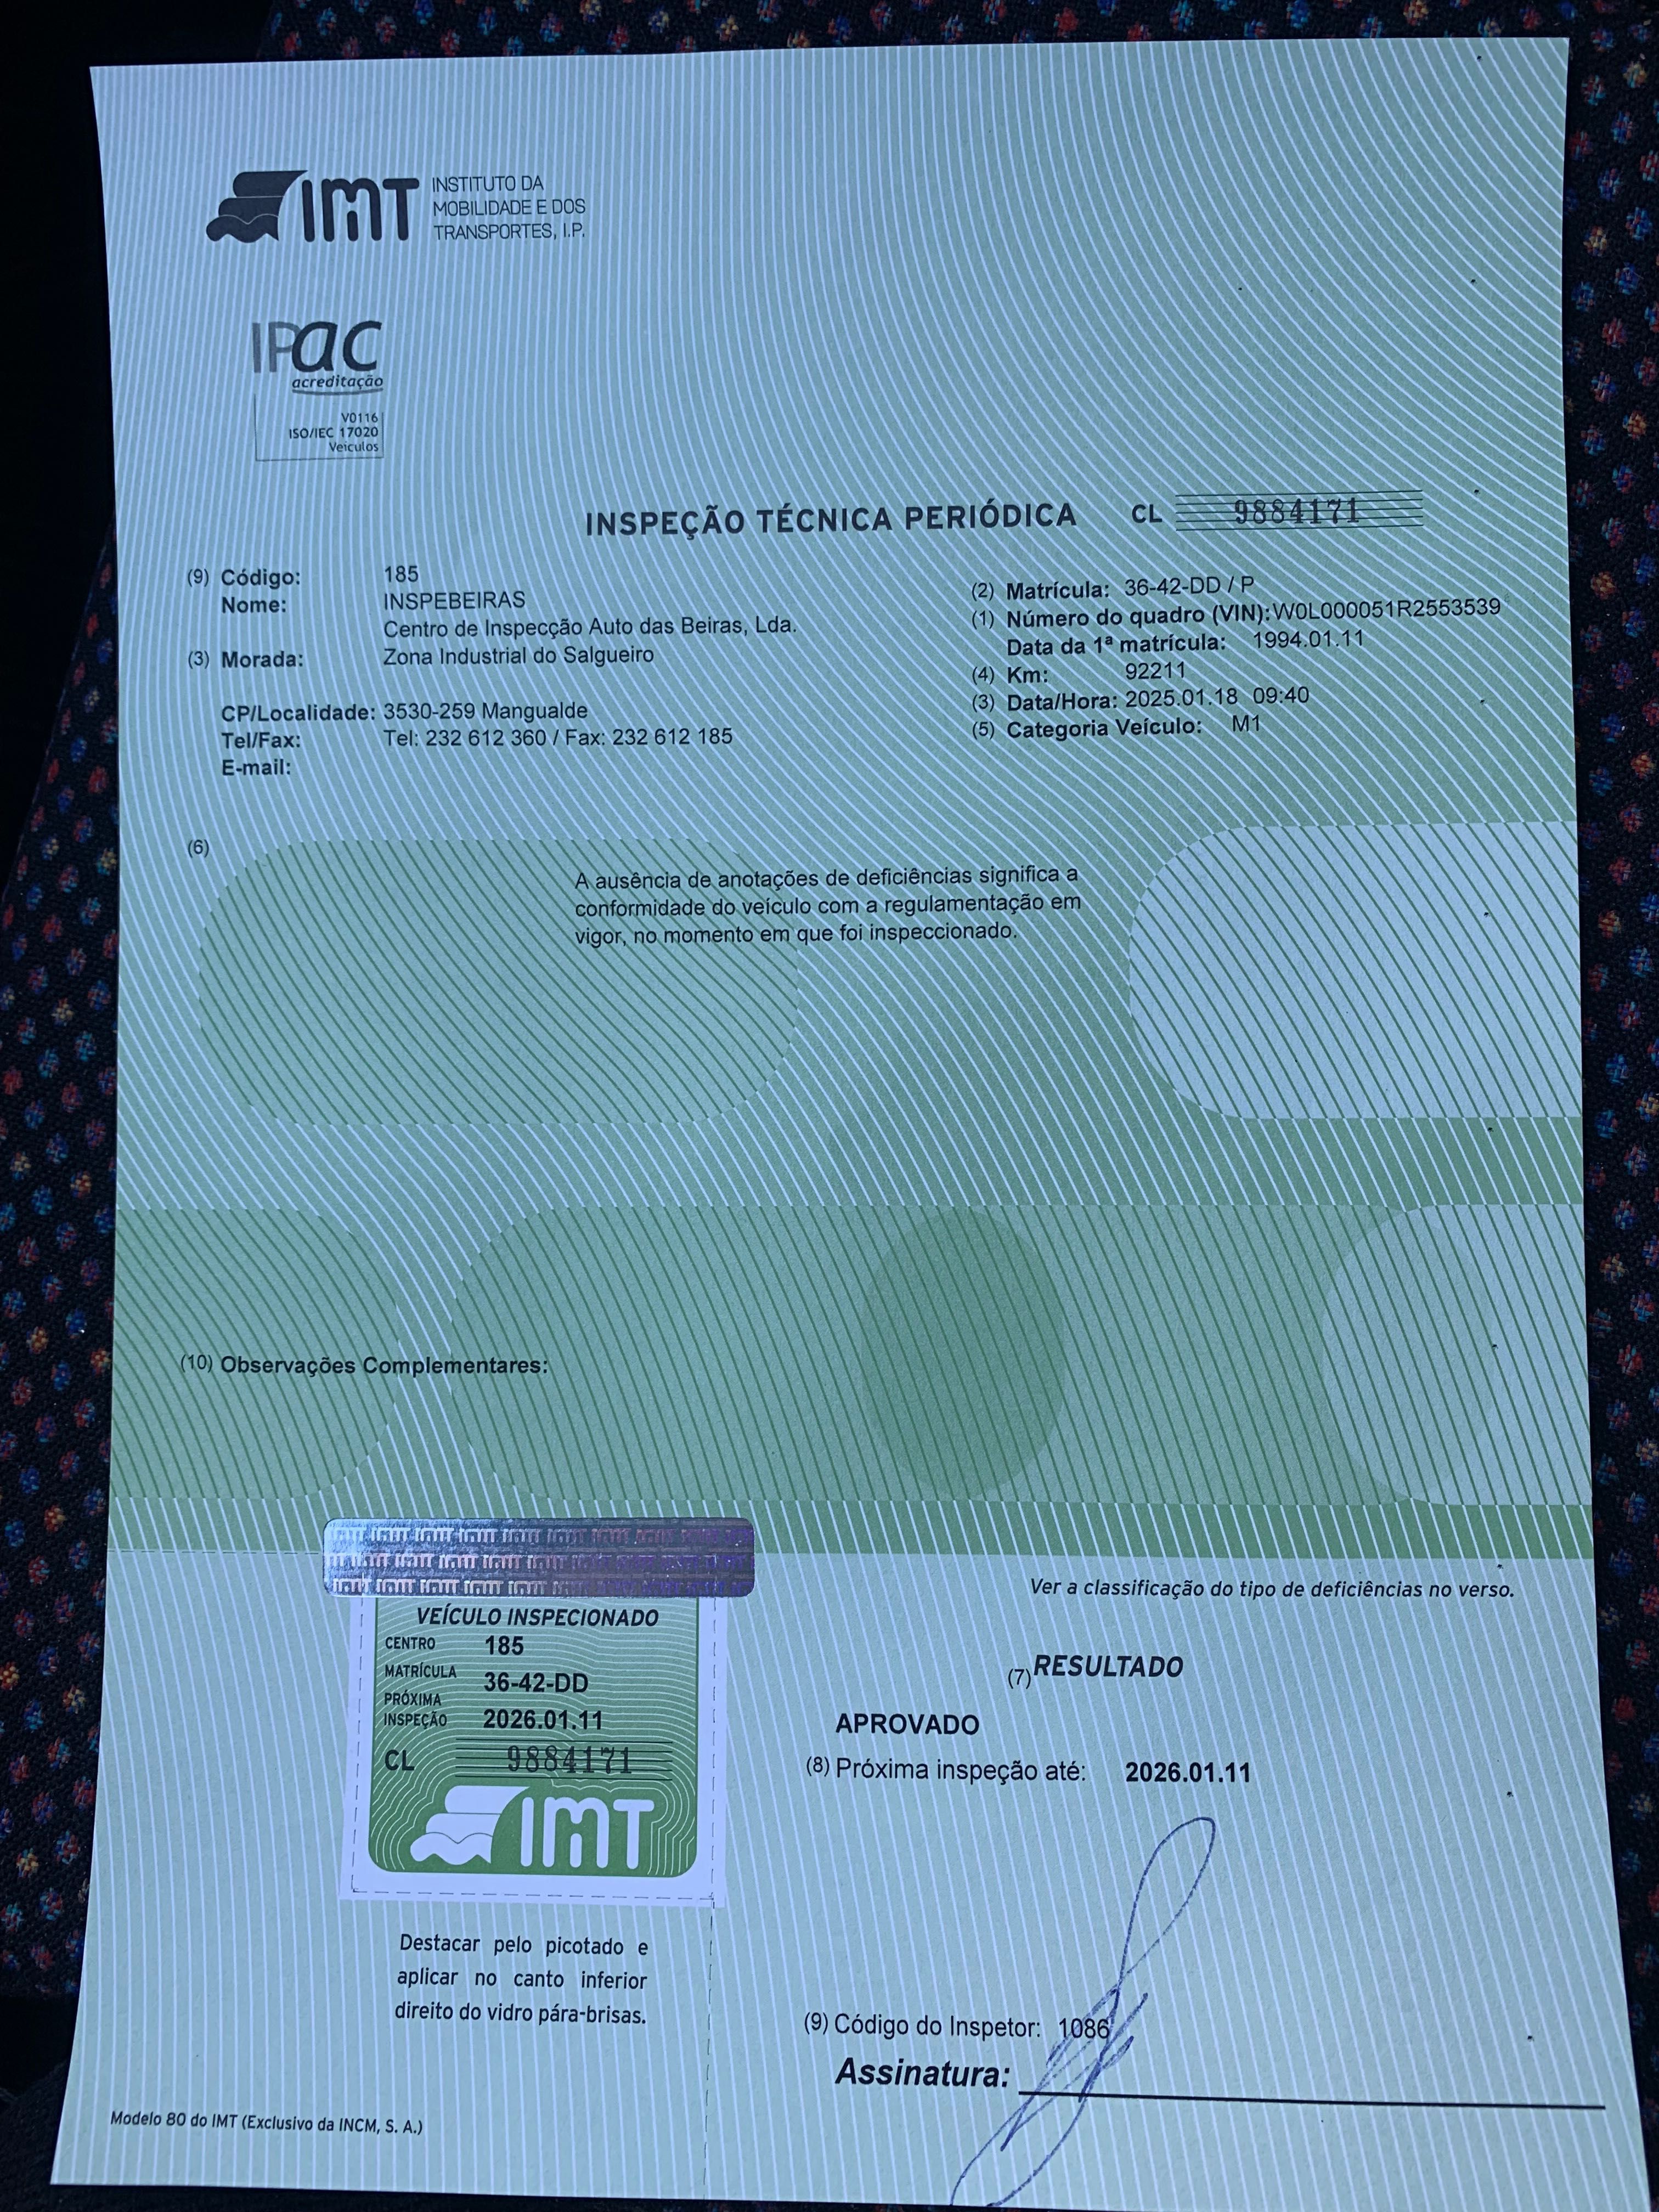 IMT INSTITUTO DA
MOBILIDADE E DOS
TRANSPORTES, I.P.
IPac
acreditação
V0116
ISO/IEC 17020
Veículos
INSPEÇÃO TÉCNICA PERIÓDICA CL 9884171
(9) Código: 185
Nome: INSPEBEIRAS
Centro de Inspecção Auto das Beiras, Lda.
(3) Morada: Zona Industrial do Salgueiro
CP/Localidade: 3530-259 Mangualde
Tel/Fax: Tel: 232 612 360 / Fax: 232 612 185
E-mail:
(2) Matrícula: 36-42-DD / P
(1) Número do quadro (VIN): W0L000051R2553539
Data da 1ª matrícula: 1994.01.11
(4) Km: 92211
(3) Data/Hora: 2025.01.18 09:40
(5) Categoria Veículo: M1
(6)
A ausência de anotações de deficiências significa a
conformidade do veículo com a regulamentação em
vigor, no momento em que foi inspeccionado.
(10) Observações Complementares:
VEÍCULO INSPECIONADO
CENTRO 185
MATRÍCULA 36-42-DD
PRÓXIMA
INSPEÇÃO 2026.01.11
CL 9884171
IMT
Destacar pelo picotado e
aplicar no canto inferior
direito do vidro pára-brisas.
Ver a classificação do tipo de deficiências no verso.
(7) RESULTADO
APROVADO
(8) Próxima inspeção até: 2026.01.11
(9) Código do Inspetor: 1086
Assinatura:
Modelo 80 do IMT (Exclusivo da INCM, S. A.)